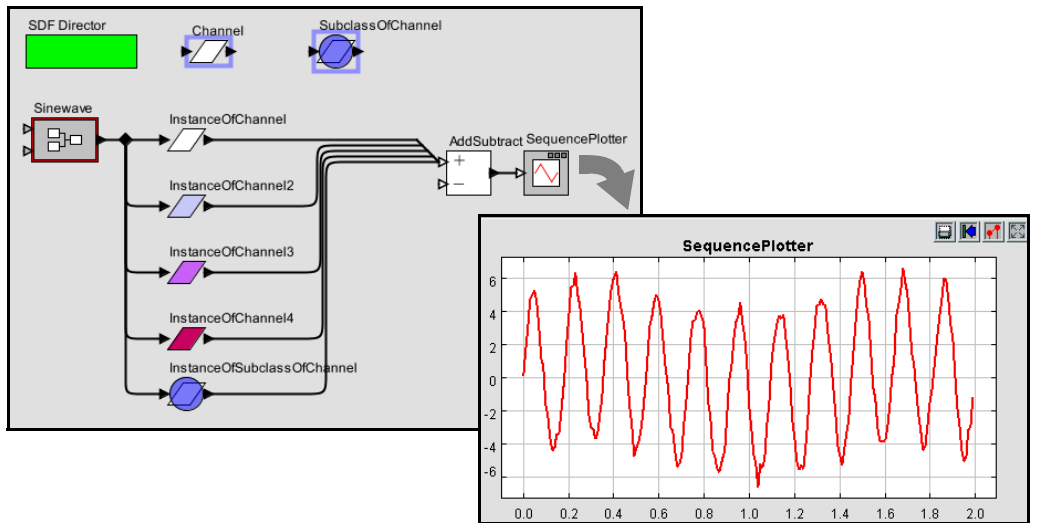 SDF Director
Channel
SubclassOfChannel
Sinewave
InstanceOfChannel
AddSubtract
SequencePlotter
+
−
InstanceOfChannel2
InstanceOfChannel3
InstanceOfChannel4
InstanceOfSubclassOfChannel
SequencePlotter
6
4
2
0
-2
-4
-6
0.0 0.2 0.4 0.6 0.8 1.0 1.2 1.4 1.6 1.8 2.0